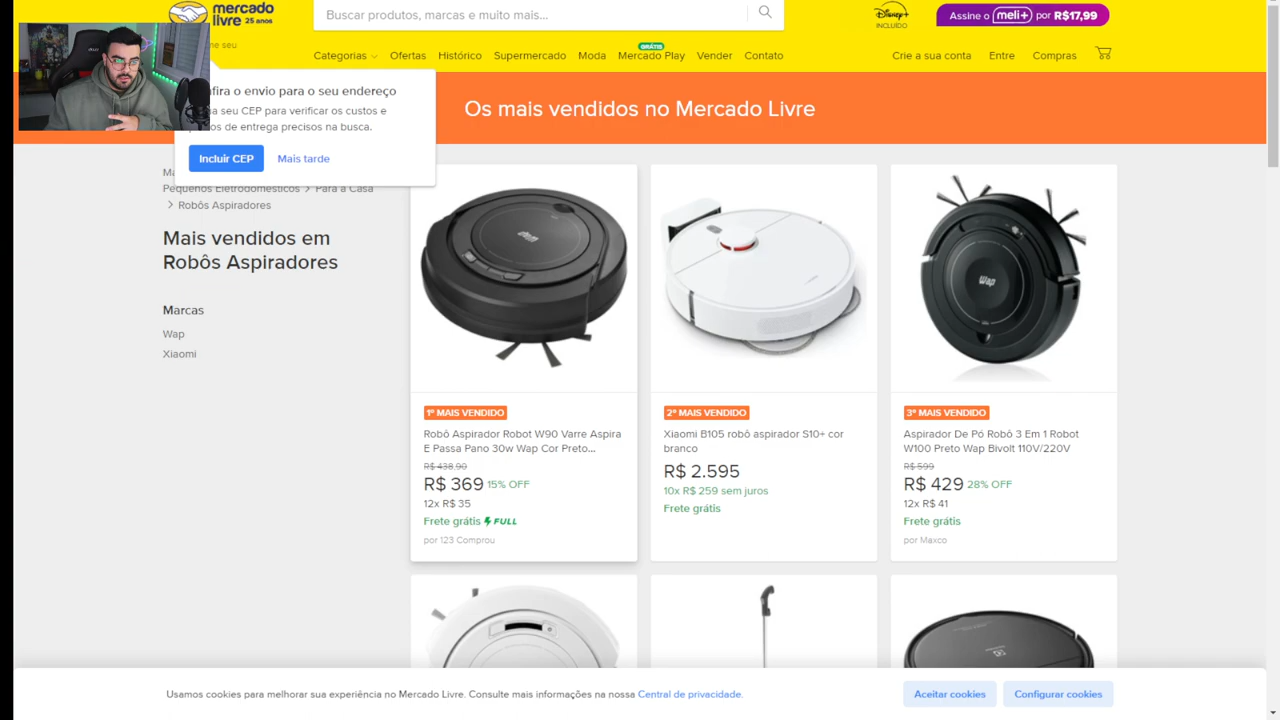 mercado
livre 25 anos
Buscar produtos, marcas e muito mais...
Disney+
INCLUÍDO
Assine o meli+ por R$17,99
me seu
Categorias
Ofertas
Histórico
Supermercado
Moda
GRÁTIS
Mercado Play
Vender
Contato
Crie a sua conta
Entre
Compras
fira o envio para o seu endereço
a seu CEP para verificar os custos e
os de entrega precisos na busca.
Incluir CEP
Mais tarde
Os mais vendidos no Mercado Livre
Pequenos Eletrodomésticos > Para a Casa
> Robôs Aspiradores
Mais vendidos em
Robôs Aspiradores
Marcas
Wap
Xiaomi
wap
Wap
1º MAIS VENDIDO
Robô Aspirador Robot W90 Varre Aspira
E Passa Pano 30w Wap Cor Preto...
R$ 438,90
R$ 369 15% OFF
12x R$ 35
Frete grátis FULL
por 123 Comprou
2º MAIS VENDIDO
Xiaomi B105 robô aspirador S10+ cor
branco
R$ 2.595
10x R$ 259 sem juros
Frete grátis
3º MAIS VENDIDO
Aspirador De Pó Robô 3 Em 1 Robot
W100 Preto Wap Bivolt 110V/220V
R$ 599
R$ 429 28% OFF
12x R$ 41
Frete grátis
por Maxco
Usamos cookies para melhorar sua experiência no Mercado Livre. Consulte mais informações na nossa Central de privacidade.
Aceitar cookies
Configurar cookies